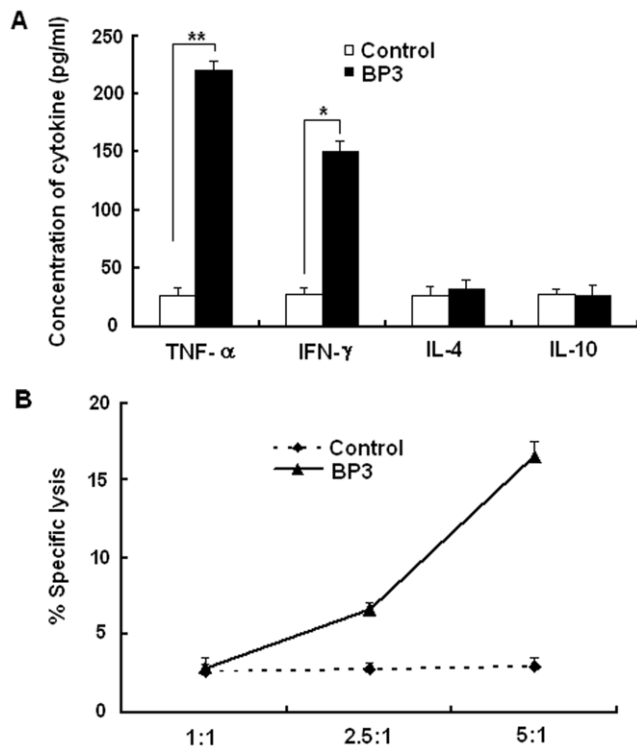 A
Concentration of cytokine (pg/ml)
250
200
150
100
50
0
**
*
Control
BP3
TNF- α
IFN-γ
IL-4
IL-10
B
% Specific lysis
20
15
10
5
0
Control
BP3
1:1
2.5:1
5:1